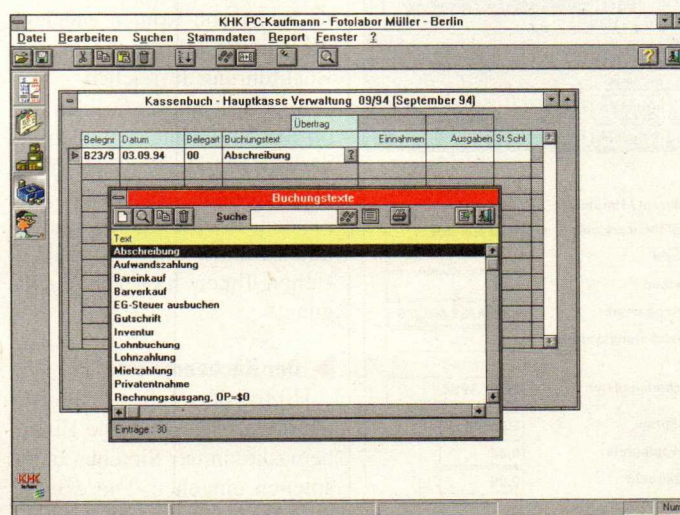 KHK PC-Kaufmann - Fotolabor Müller - Berlin
Datei Bearbeiten Suchen Stammdaten Report Fenster ?
Kassenbuch - Hauptkasse Verwaltung 09/94 (September 94)
Übertrag
Belegnr Datum Belegart Buchungstext Einnahmen Ausgaben St.Schl. ?
B23/9 03.09.94 00 Abschreibung ?
Buchungstexte
Suche
Text
Abschreibung
Aufwandszahlung
Bareinkauf
Barverkauf
EG-Steuer ausbuchen
Gutschrift
Inventur
Lohnbuchung
Lohnzahlung
Mietzahlung
Privatentnahme
Rechnungsausgang, OP=$0
Einträge : 30
KHK
Num